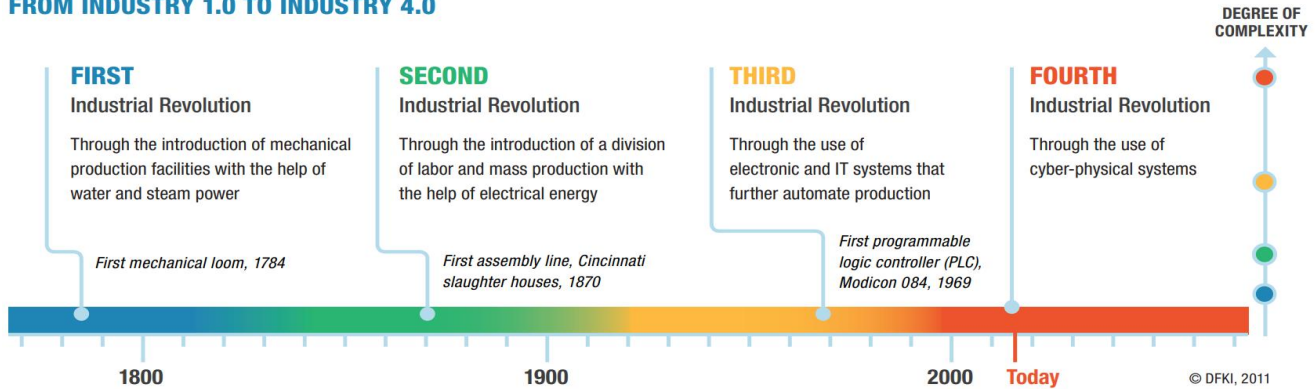 FROM INDUSTRY 1.0 TO INDUSTRY 4.0
DEGREE OF
COMPLEXITY
FIRST
Industrial Revolution
Through the introduction of mechanical
production facilities with the help of
water and steam power
First mechanical loom, 1784
SECOND
Industrial Revolution
Through the introduction of a division
of labor and mass production with
the help of electrical energy
First assembly line, Cincinnati
slaughter houses, 1870
THIRD
Industrial Revolution
Through the use of
electronic and IT systems that
further automate production
First programmable
logic controller (PLC),
Modicon 084, 1969
FOURTH
Industrial Revolution
Through the use of
cyber-physical systems
1800
1900
2000
Today
© DFKI, 2011